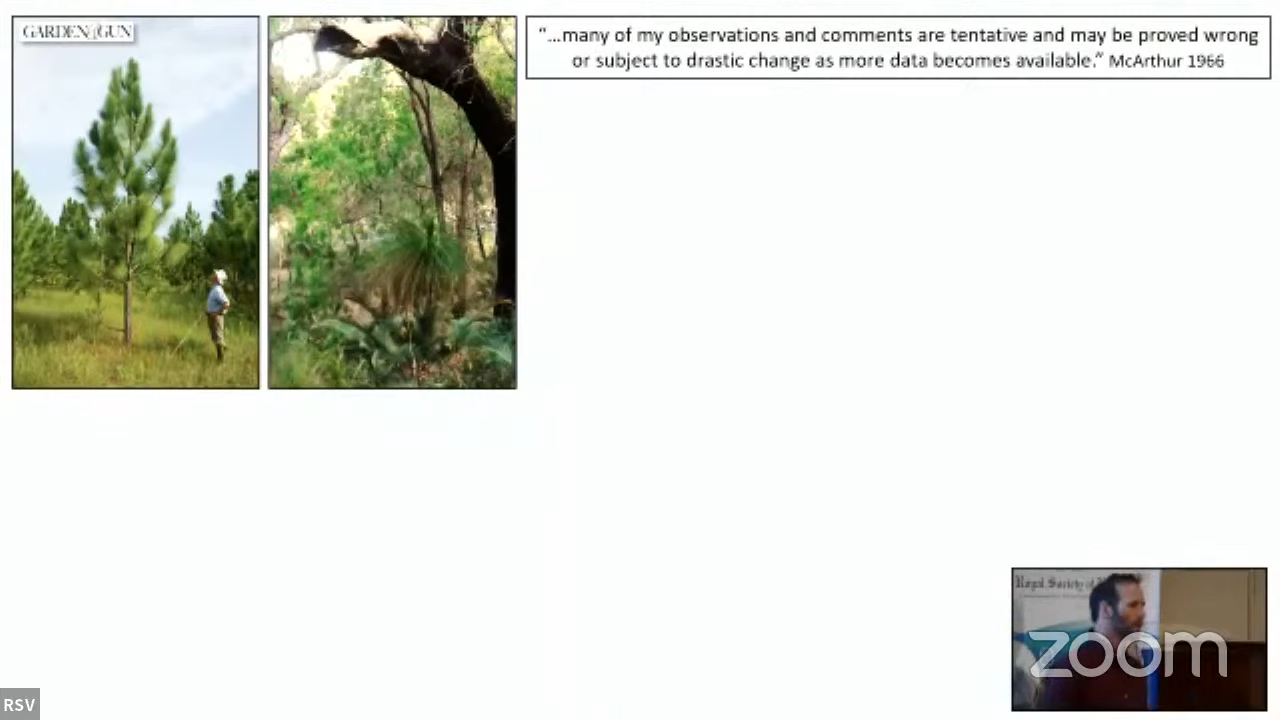 GARDEN&GUN
"...many of my observations and comments are tentative and may be proved wrong
or subject to drastic change as more data becomes available." McArthur 1966
Royal Society of
zoom
RSV